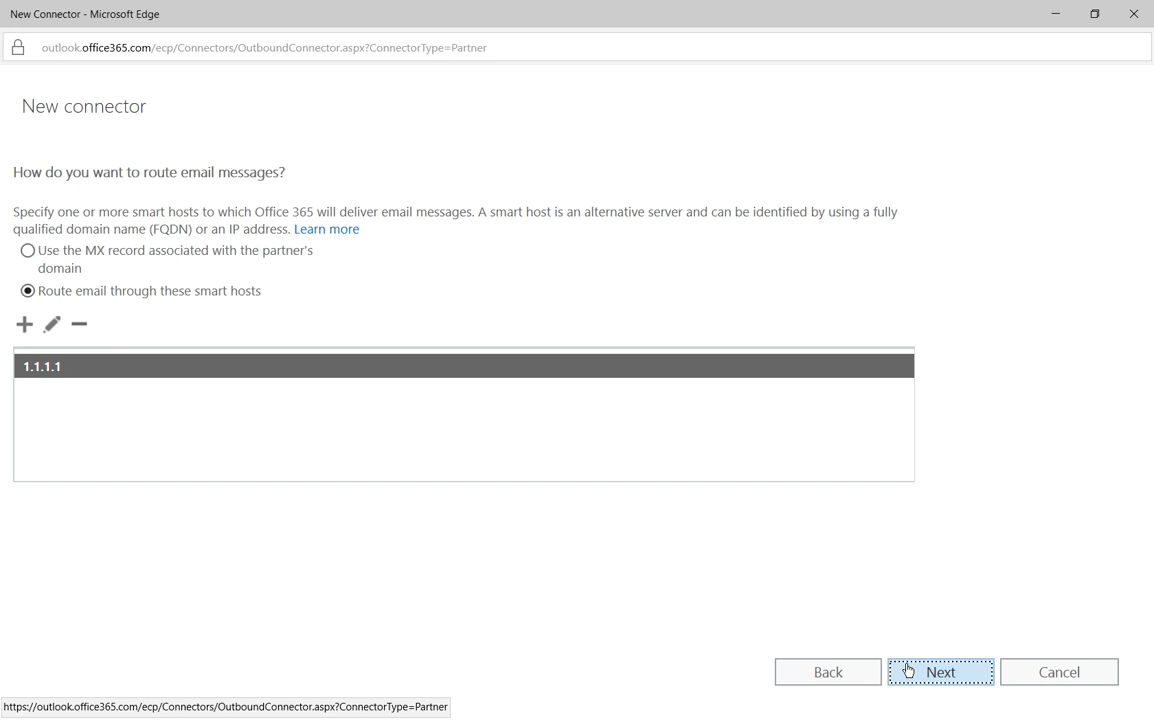 New Connector - Microsoft Edge
outlook.office365.com/ecp/Connectors/OutboundConnector.aspx?ConnectorType=Partner
New connector
How do you want to route email messages?
Specify one or more smart hosts to which Office 365 will deliver email messages. A smart host is an alternative server and can be identified by using a fully
qualified domain name (FQDN) or an IP address. Learn more
Use the MX record associated with the partner's
domain
Route email through these smart hosts
1.1.1.1
Back Next Cancel
https://outlook.office365.com/ecp/Connectors/OutboundConnector.aspx?ConnectorType=Partner